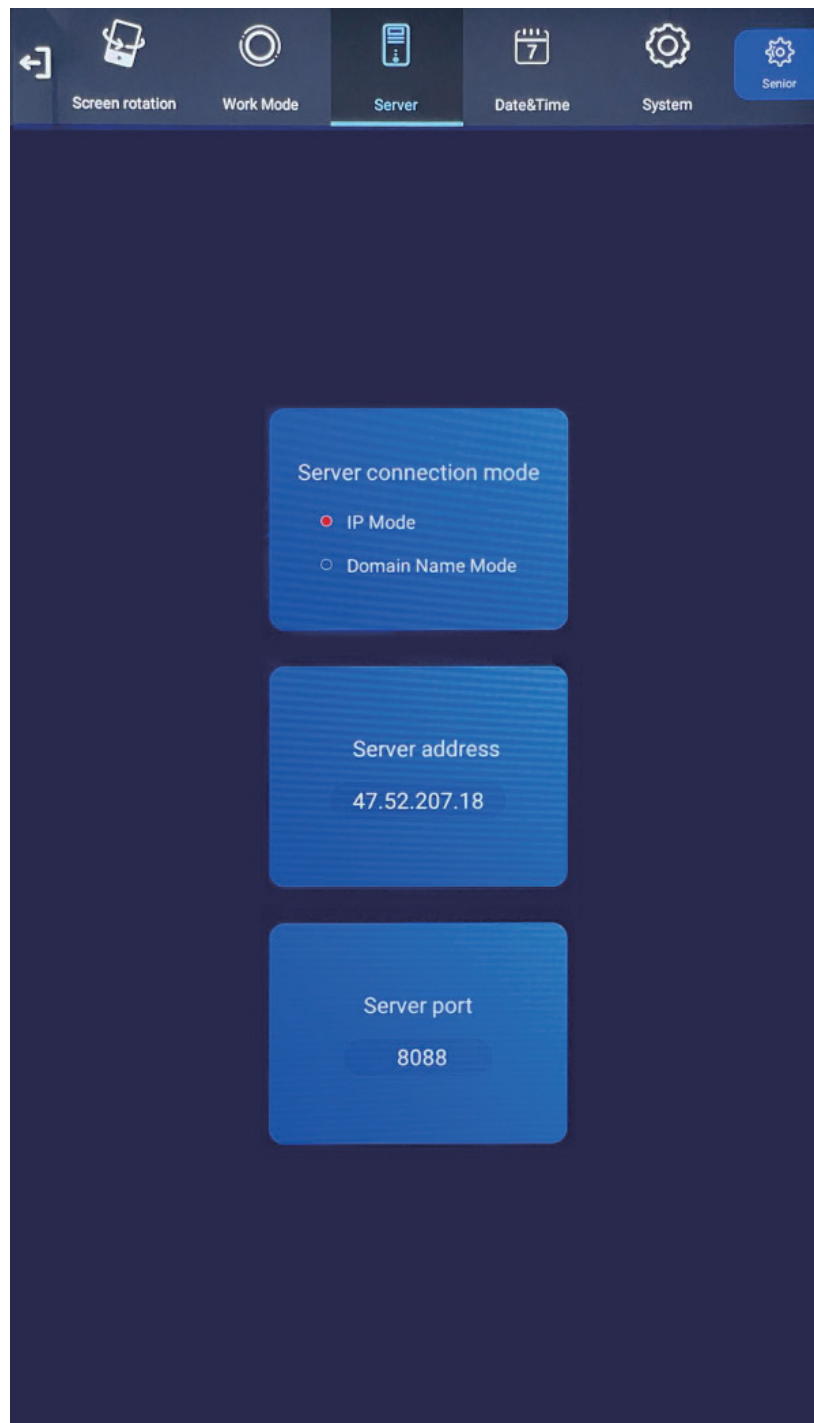 7
Senior
Screen rotation
Work Mode
Server
Date&Time
System
Server connection mode
IP Mode
Domain Name Mode
Server address
47.52.207.18
Server port
8088